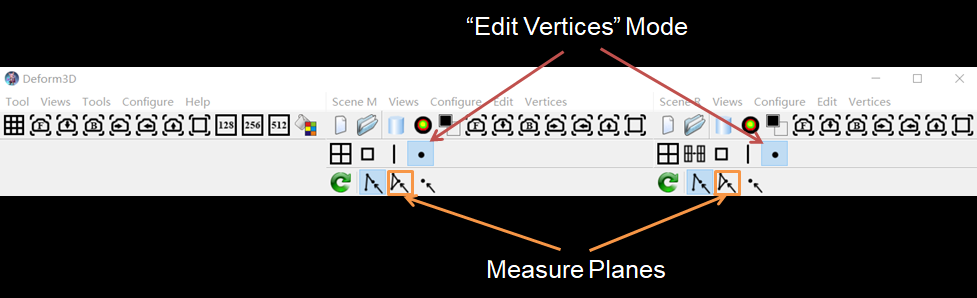 “Edit Vertices” Mode
Deform3D
Tool Views Tools Configure Help
Scene M Views Configure Edit Vertices
Scene R Views Configure Edit Vertices
F B 128 256 512
F B
F B
Measure Planes